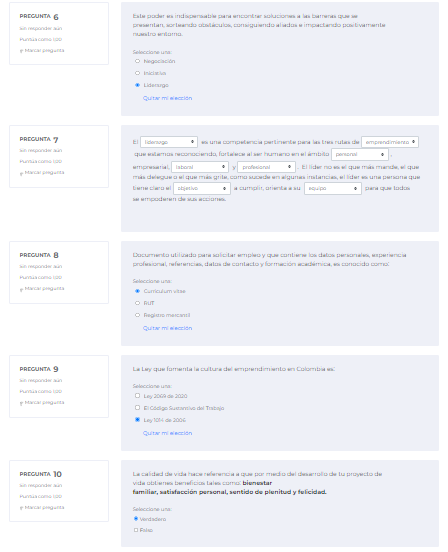 PREGUNTA 6
Sin responder aún
Puntúa como 1,00
Marcar pregunta
Este poder es indispensable para encontrar soluciones a las barreras que se
presentan, sorteando obstáculos, consiguiendo aliados e impactando positivamente
nuestro entorno.
Seleccione una:
Negociación
Iniciativa
Liderazgo
Quitar mi elección
PREGUNTA 7
Sin responder aún
Puntúa como 1,00
Marcar pregunta
El liderazgo es una competencia pertinente para las tres rutas de emprendimiento
que estamos reconociendo, fortalece al ser humano en el ámbito personal ,
empresarial, laboral y profesional . El líder no es el que más mande, el que
más delegue o el que más grite, como sucede en algunas instancias, el líder es una persona que
tiene claro el objetivo a cumplir, orienta a su equipo para que todos
se empoderen de sus acciones.
PREGUNTA 8
Sin responder aún
Puntúa como 1,00
Marcar pregunta
Documento utilizado para solicitar empleo y que contiene los datos personales, experiencia
profesional, referencias, datos de contacto y formación académica, es conocido como:
Seleccione una:
Curriculum vitae
RUT
Registro mercantil
Quitar mi elección
PREGUNTA 9
Sin responder aún
Puntúa como 1,00
Marcar pregunta
La Ley que fomenta la cultura del emprendimiento en Colombia es:
Seleccione una:
Ley 2069 de 2020
El Código Sustantivo del Trabajo
Ley 1014 de 2006
Quitar mi elección
PREGUNTA 10
Sin responder aún
Puntúa como 1,00
Marcar pregunta
La calidad de vida hace referencia a que por medio del desarrollo de tu proyecto de
vida obtienes beneficios tales como: bienestar
familiar, satisfacción personal, sentido de plenitud y felicidad.
Seleccione una:
Verdadero
Falso